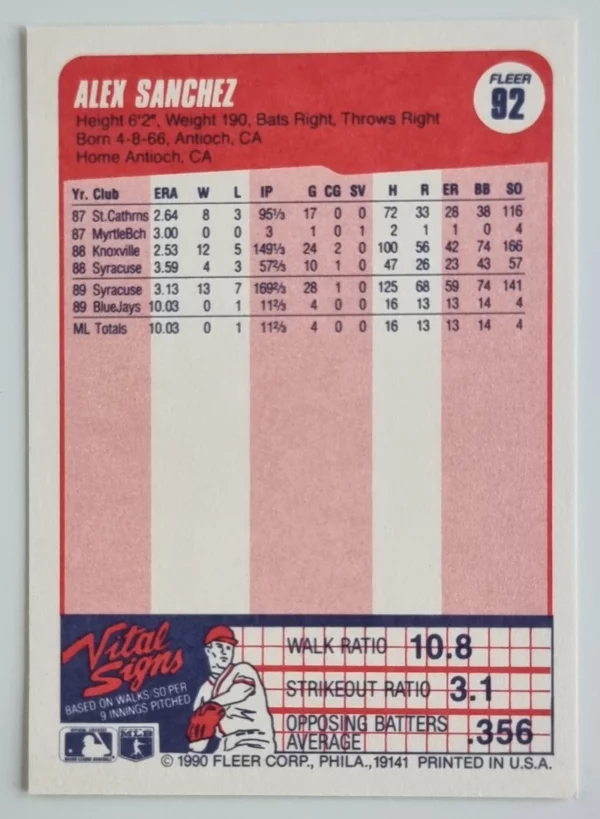 ALEX SANCHEZ
FLEER
92
Height 6'2", Weight 190, Bats Right, Throws Right
Born 4-8-66, Antioch, CA
Home Antioch, CA
Yr. Club ERA W L IP G CG SV H R ER BB SO
87 St.Cathrns 2.64 8 3 95⅓ 17 0 0 72 33 28 38 116
87 MyrtleBch 3.00 0 0 3 1 0 1 2 1 1 0 4
88 Knoxville 2.53 12 5 149⅓ 24 2 0 100 56 42 74 166
88 Syracuse 3.59 4 3 57⅔ 10 1 0 47 26 23 43 57
89 Syracuse 3.13 13 7 169⅔ 28 1 0 125 68 59 74 141
89 BlueJays 10.03 0 1 11⅔ 4 0 0 16 13 13 14 4
ML Totals 10.03 0 1 11⅔ 4 0 0 16 13 13 14 4
Vital
Signs
BASED ON WALKS/SO PER
9 INNINGS PITCHED
WALK RATIO 10.8
STRIKEOUT RATIO 3.1
OPPOSING BATTERS
AVERAGE .356
© 1990 FLEER CORP., PHILA., 19141 PRINTED IN U.S.A.